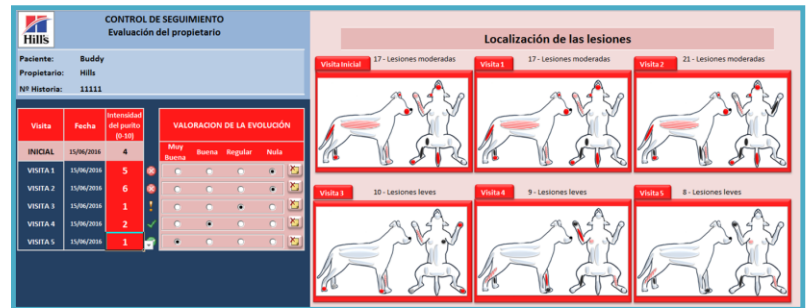 Hill's
CONTROL DE SEGUIMIENTO
Evaluación del propietario
Paciente: Buddy
Propietario: Hills
Nº Historia: 11111
Visita Fecha Intensidad del purito (0-10) VALORACION DE LA EVOLUCIÓN
INICIAL 15/06/2016 4 Muy Buena Buena Regular Nula
VISITA 1 15/06/2016 5
VISITA 2 15/06/2016 6
VISITA 3 15/06/2016 1
VISITA 4 15/06/2016 2
VISITA 5 15/06/2016 1
Localización de las lesiones
Visita Inicial 17 - Lesiones moderadas
Visita 1 17 - Lesiones moderadas
Visita 2 21 - Lesiones moderadas
Visita 3 10 - Lesiones leves
Visita 4 9 - Lesiones leves
Visita 5 8 - Lesiones leves